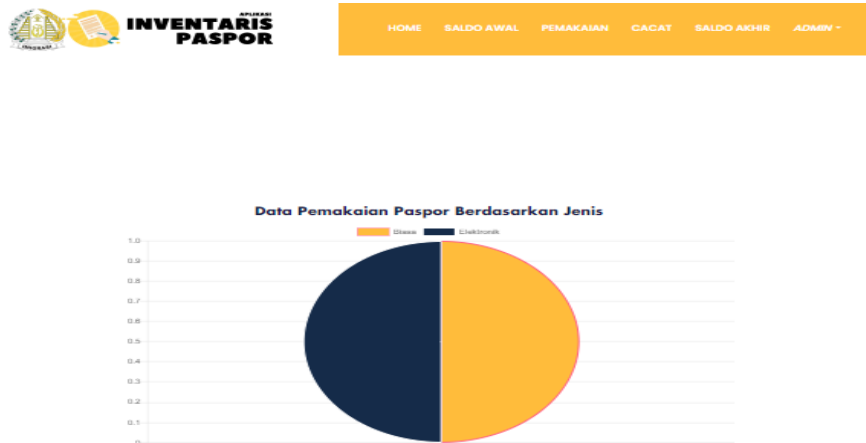 IMIGRASI
APLIKASI
INVENTARIS
PASPOR
HOME SALDO AWAL PEMAKAIAN CACAT SALDO AKHIR ADMIN
Data Pemakaian Paspor Berdasarkan Jenis
Biasa Elektronik
1.0
0.9
0.8
0.7
0.6
0.5
0.4
0.3
0.2
0.1
0